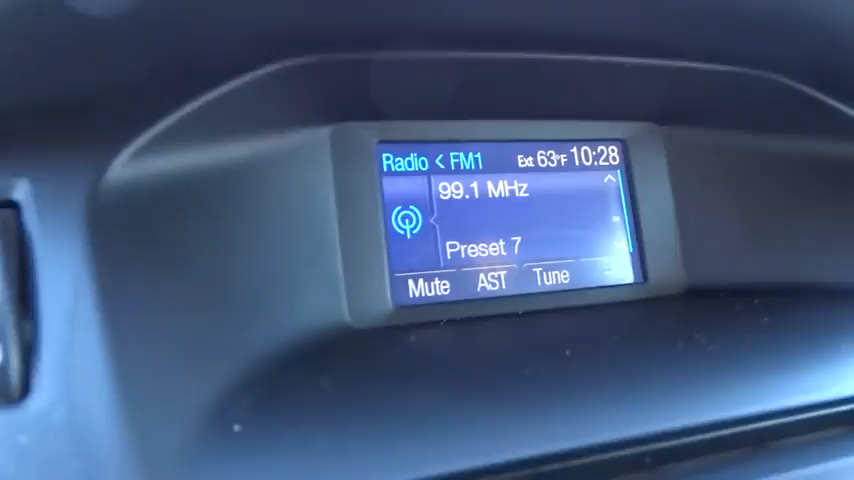 Radio < FM1 Ext 63°F 10:28
99.1 MHz
Preset 7
Mute AST Tune